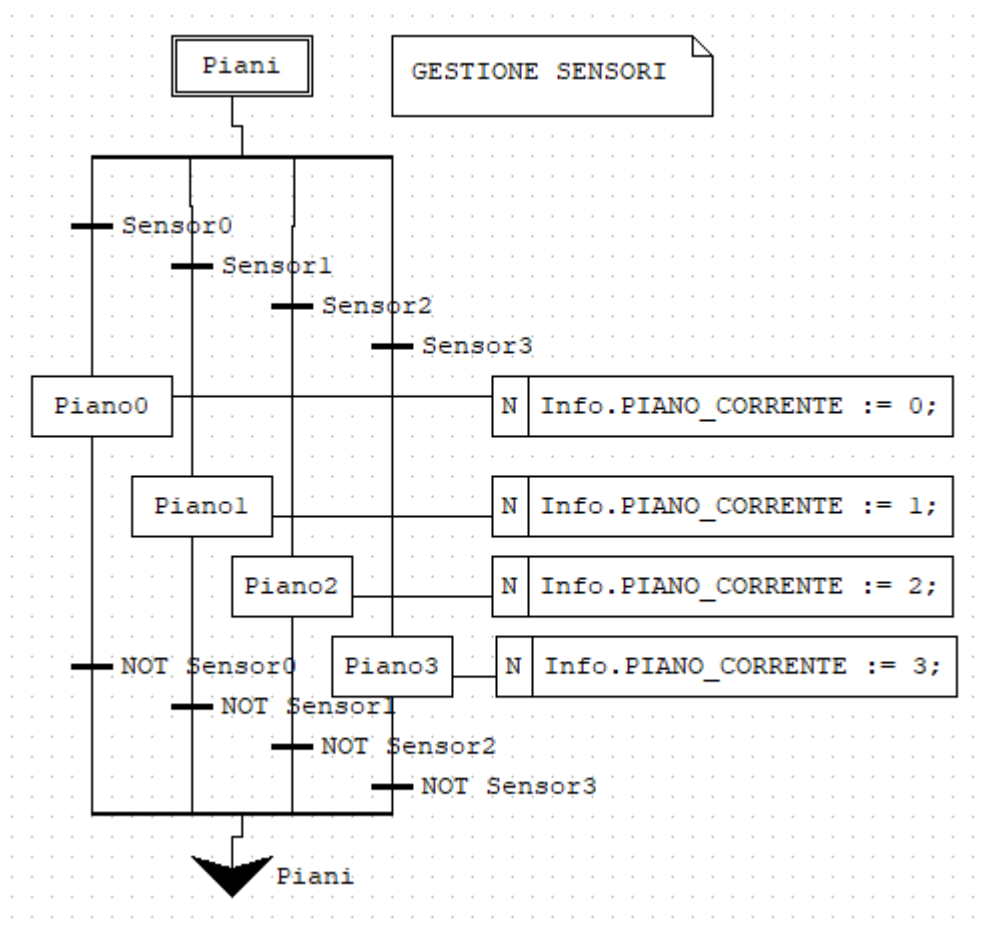 Piani
GESTIONE SENSORI
Sensor0
Sensor1
Sensor2
Sensor3
Piano0
N Info.PIANO_CORRENTE := 0;
Piano1
N Info.PIANO_CORRENTE := 1;
Piano2
N Info.PIANO_CORRENTE := 2;
NOT Sensor0
Piano3
N Info.PIANO_CORRENTE := 3;
NOT Sensor1
NOT Sensor2
NOT Sensor3
Piani